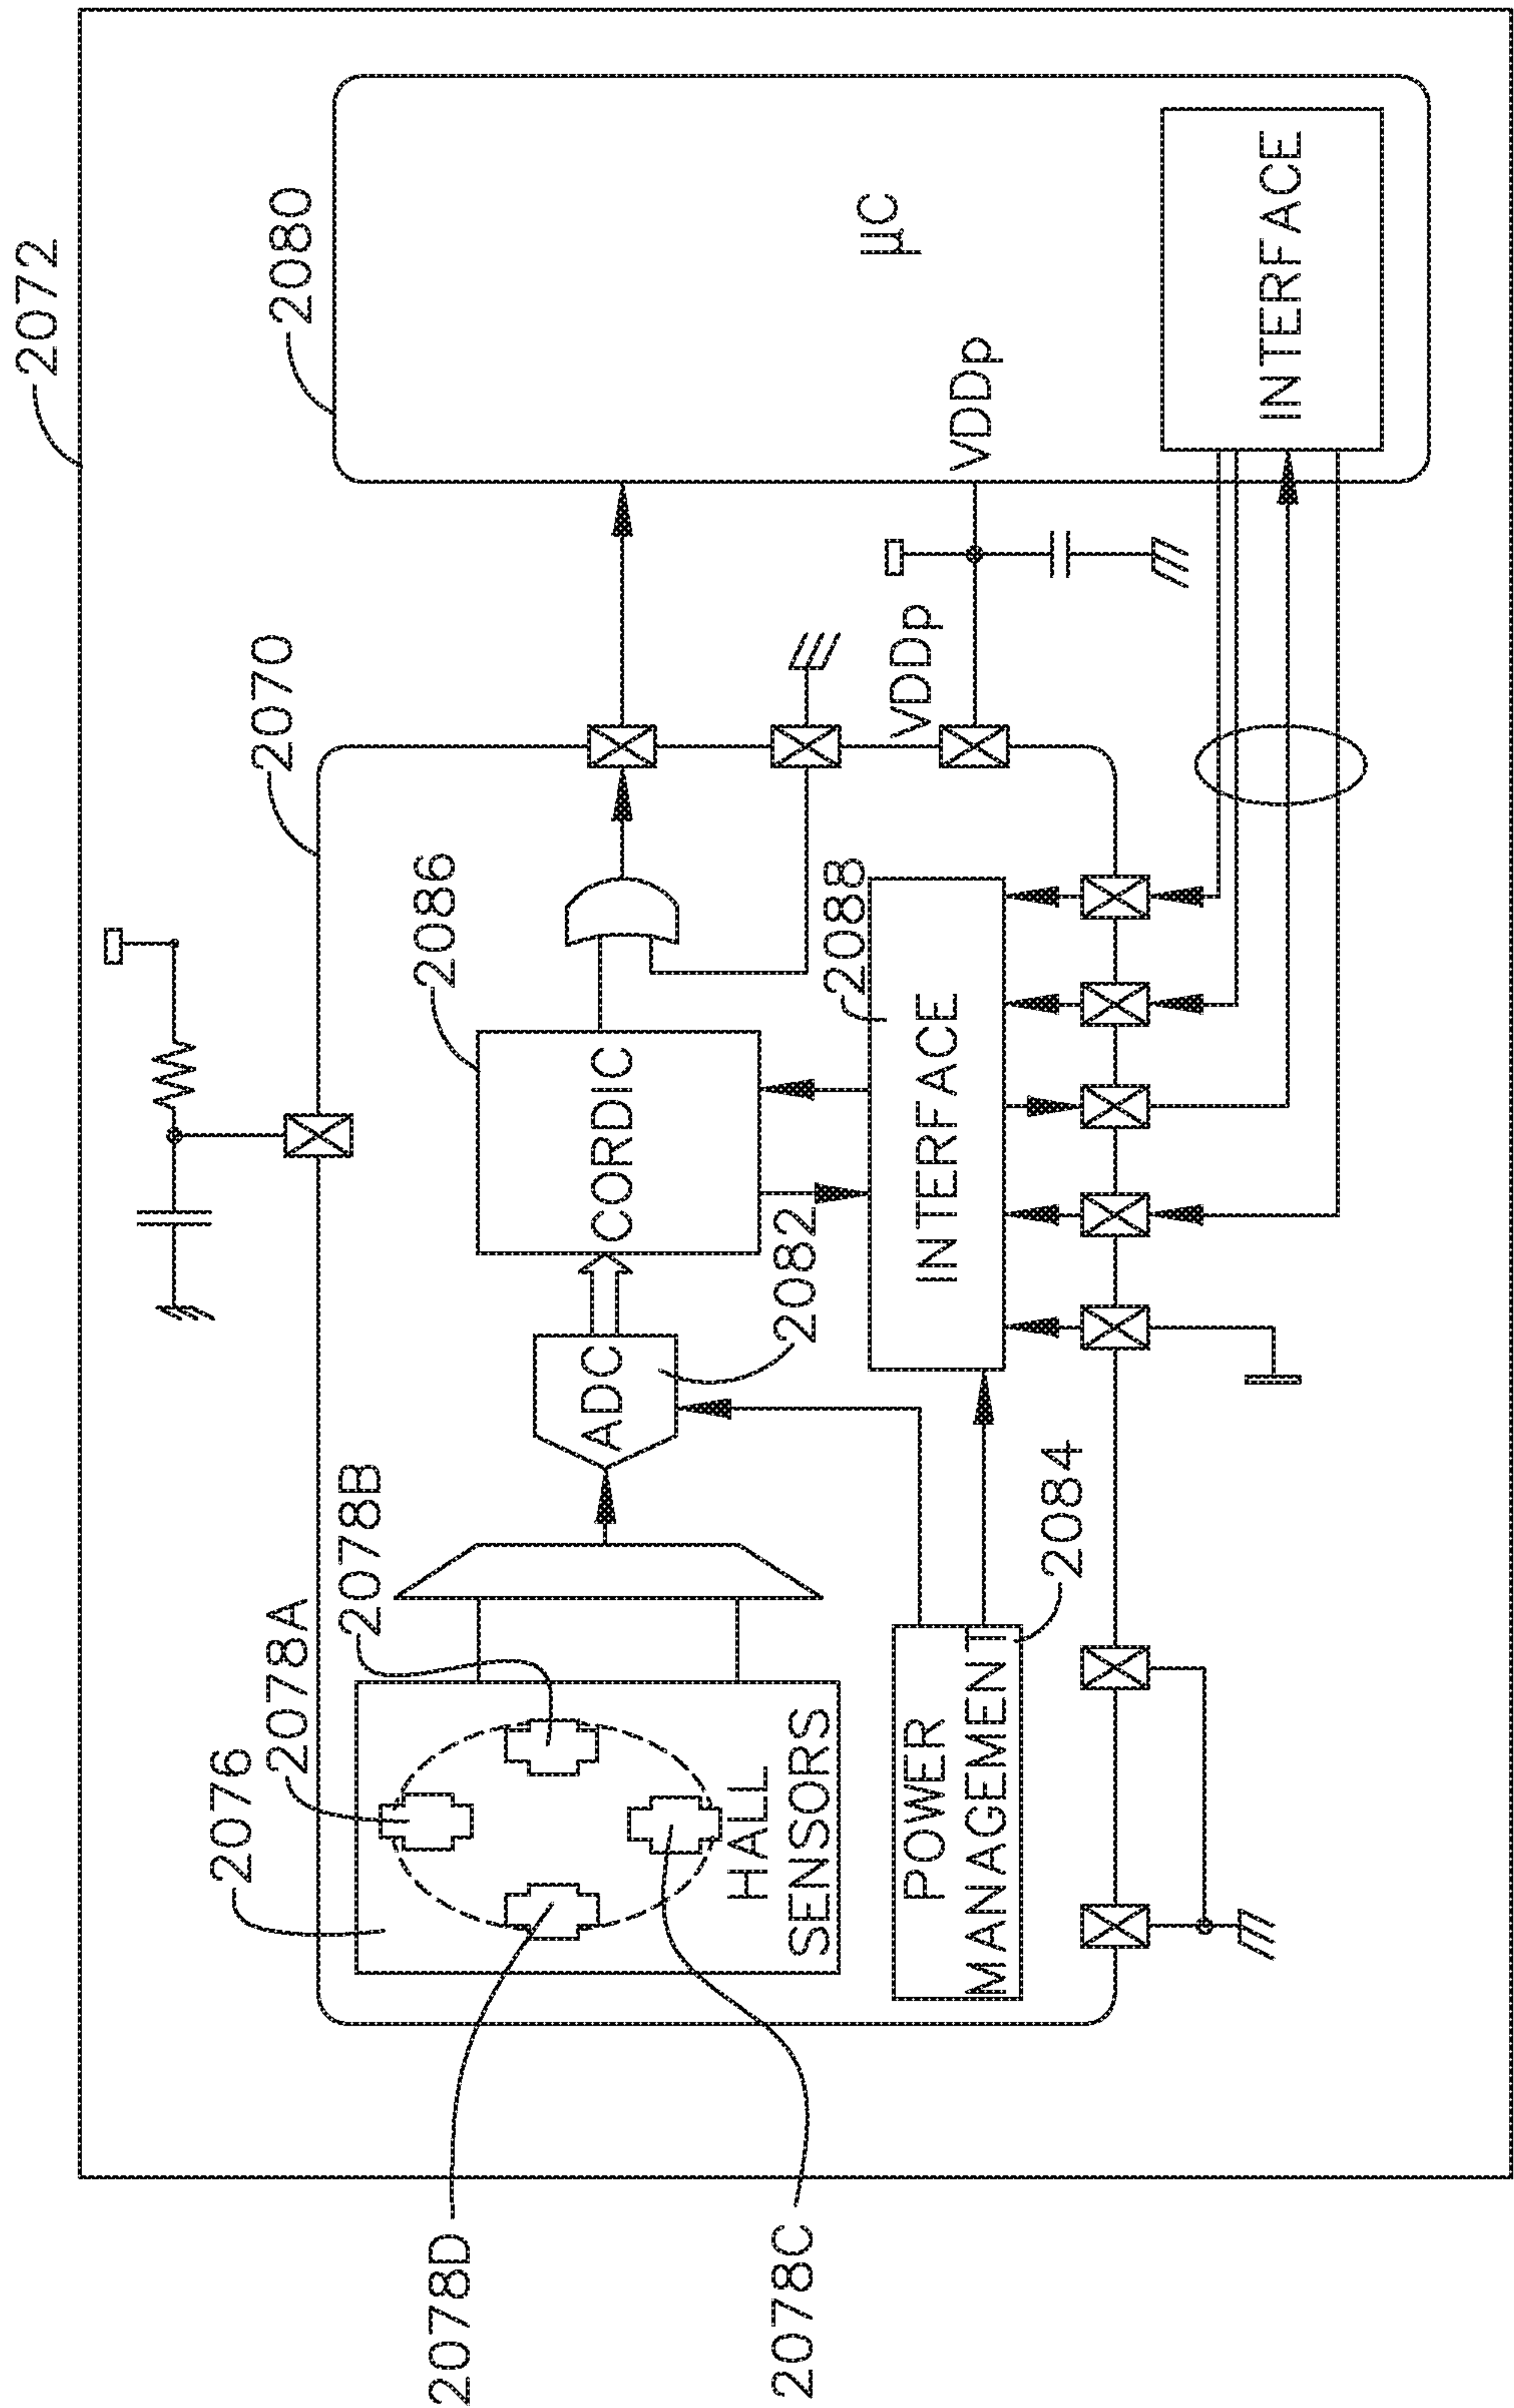 2072
2080
2070
µC
VDDp
VDDp
INTERFACE
2086
2088
CORDIC
INTERFACE
2082
ADC
2078B
2078A
2076
HALL
SENSORS
POWER
MANAGEMENT
2084
2078D
2078C